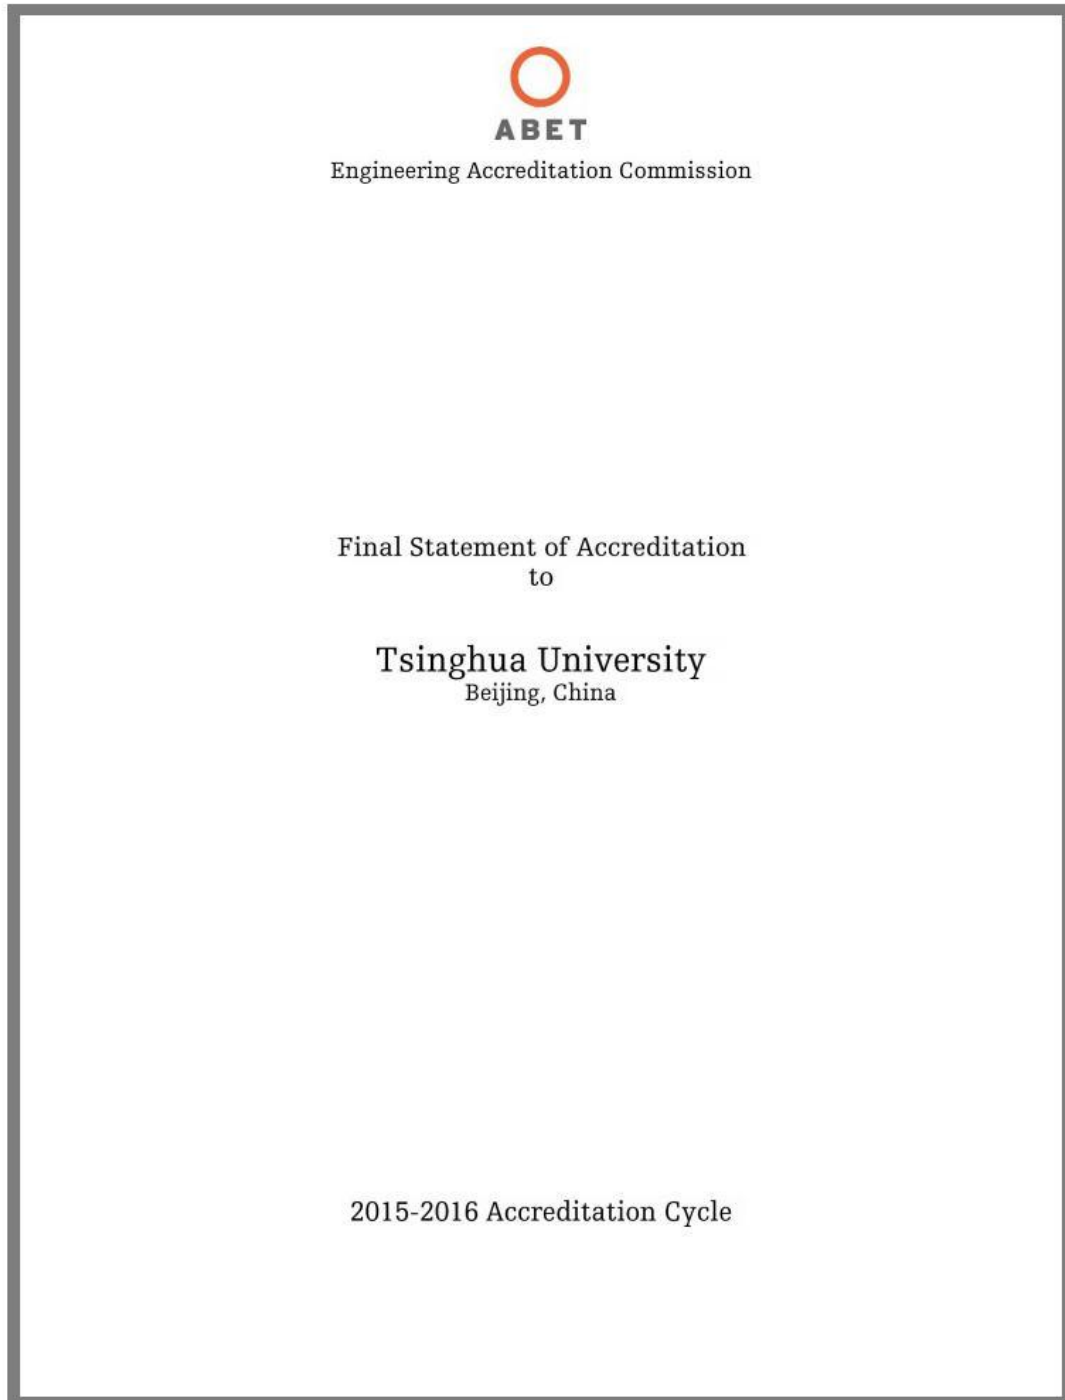 ABET
Engineering Accreditation Commission
Final Statement of Accreditation
to
Tsinghua University
Beijing, China
2015-2016 Accreditation Cycle